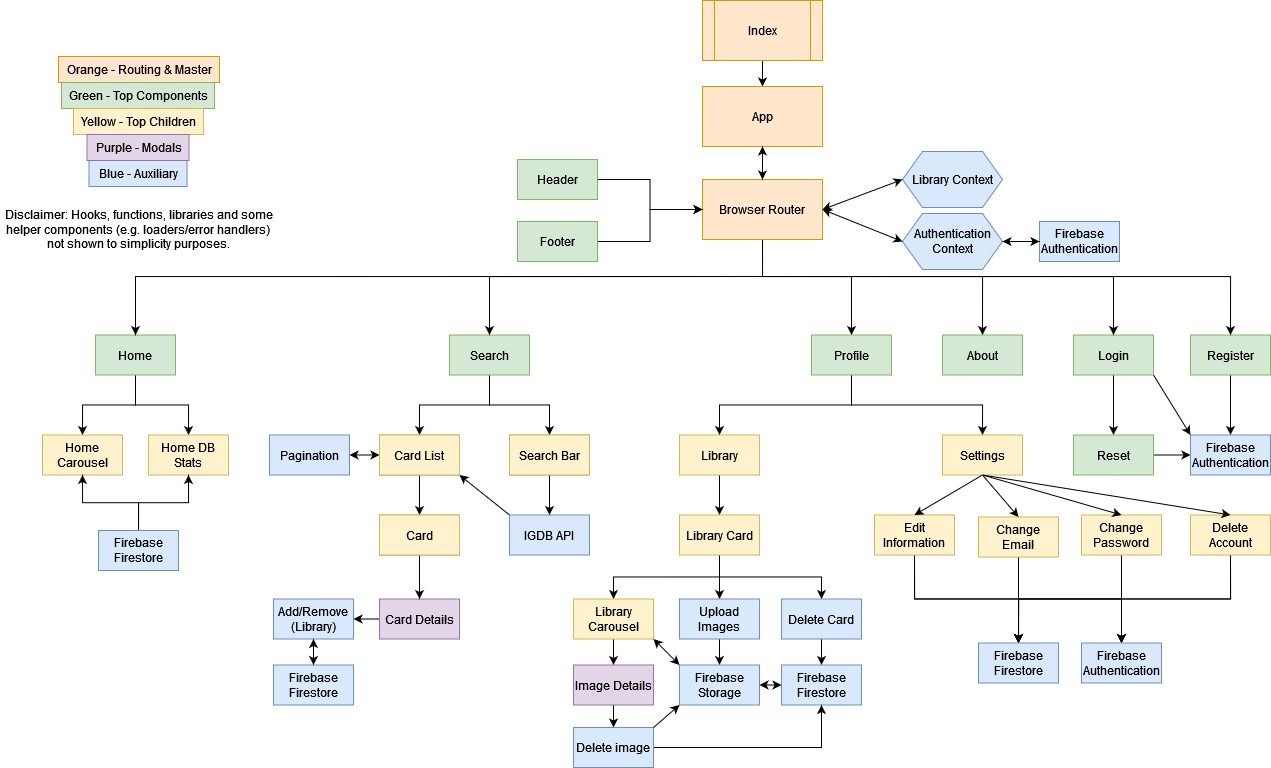 Index
Orange - Routing & Master
Green - Top Components
Yellow - Top Children
Purple - Modals
Blue - Auxiliary
Disclaimer: Hooks, functions, libraries and some
helper components (e.g. loaders/error handlers)
not shown to simplicity purposes.
App
Header
Footer
Browser Router
Library Context
Authentication
Context
Firebase
Authentication
Home
Search
Profile
About
Login
Register
Home
Carousel
Home DB
Stats
Pagination
Card List
Search Bar
Library
Settings
Reset
Firebase
Authentication
Firebase
Firestore
Card
IGDB API
Library Card
Edit
Information
Change
Email
Change
Password
Delete
Account
Add/Remove
(Library)
Card Details
Library
Carousel
Upload
Images
Delete Card
Firebase
Firestore
Firebase
Authentication
Firebase
Firestore
Image Details
Firebase
Storage
Firebase
Firestore
Delete image